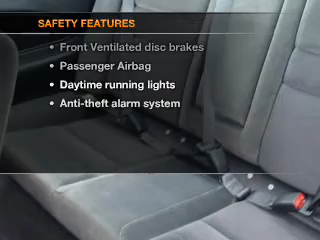 SAFETY FEATURES
• Front Ventilated disc brakes
• Passenger Airbag
• Daytime running lights
• Anti-theft alarm system